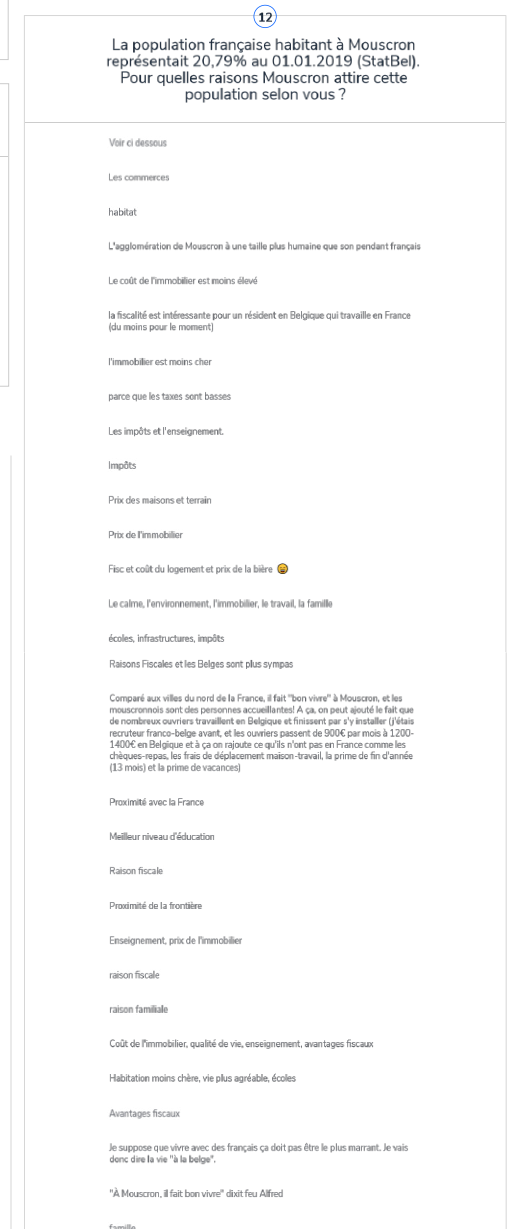 12
La population française habitant à Mouscron
représentait 20,79% au 01.01.2019 (StatBel).
Pour quelles raisons Mouscron attire cette
population selon vous ?
Voir ci dessous
Les commerces
habitat
L'agglomération de Mouscron à une taille plus humaine que son pendant français
Le coût de l'immobilier est moins élevé
la fiscalité est intéressante pour un résident en Belgique qui travaille en France
(du moins pour le moment)
l'immobilier est moins cher
parce que les taxes sont basses
Les impôts et l'enseignement.
Impôts
Prix des maisons et terrain
Prix de l'immobilier
Fisc et coût du logement et prix de la bière 😄
Le calme, l'environnement, l'immobilier, le travail, la famille
écoles, infrastructures, impôts
Raisons Fiscales et les Belges sont plus sympas
Comparé aux villes du nord de la France, il fait "bon vivre" à Mouscron, et les
mouscronnois sont des personnes accueillantes! A ça, on peut ajouté le fait que
de nombreux ouvriers travaillent en Belgique et finissent par s'y installer (j'étais
recruteur franco-belge avant, et les ouvriers passent de 900€ par mois à 1200-
1400€ en Belgique et à ça on rajoute ce qu'ils n'ont pas en France comme les
chèques-repas, les frais de déplacement maison-travail, la prime de fin d'année
(13 mois) et la prime de vacances)
Proximité avec la France
Meilleur niveau d'éducation
Raison fiscale
Proximité de la frontière
Enseignement, prix de l'immobilier
raison fiscale
raison familiale
Coût de l'immobilier, qualité de vie, enseignement, avantages fiscaux
Habitation moins chère, vie plus agréable, écoles
Avantages fiscaux
Je suppose que vivre avec des français ça doit pas être le plus marrant. Je vais
donc dire la vie "à la belge".
"À Mouscron, il fait bon vivre" dixit feu Alfred
famille